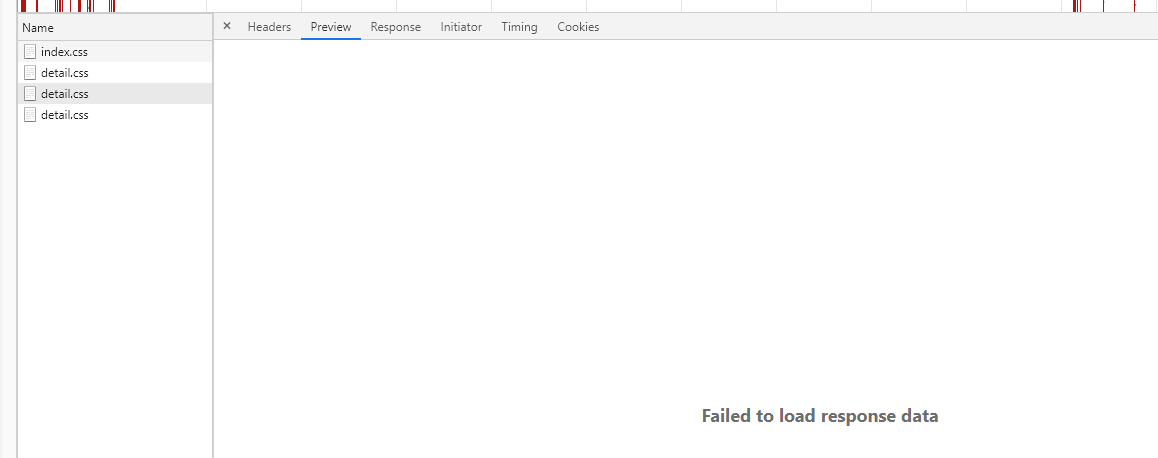 Name
× Headers Preview Response Initiator Timing Cookies
index.css
detail.css
detail.css
detail.css
Failed to load response data